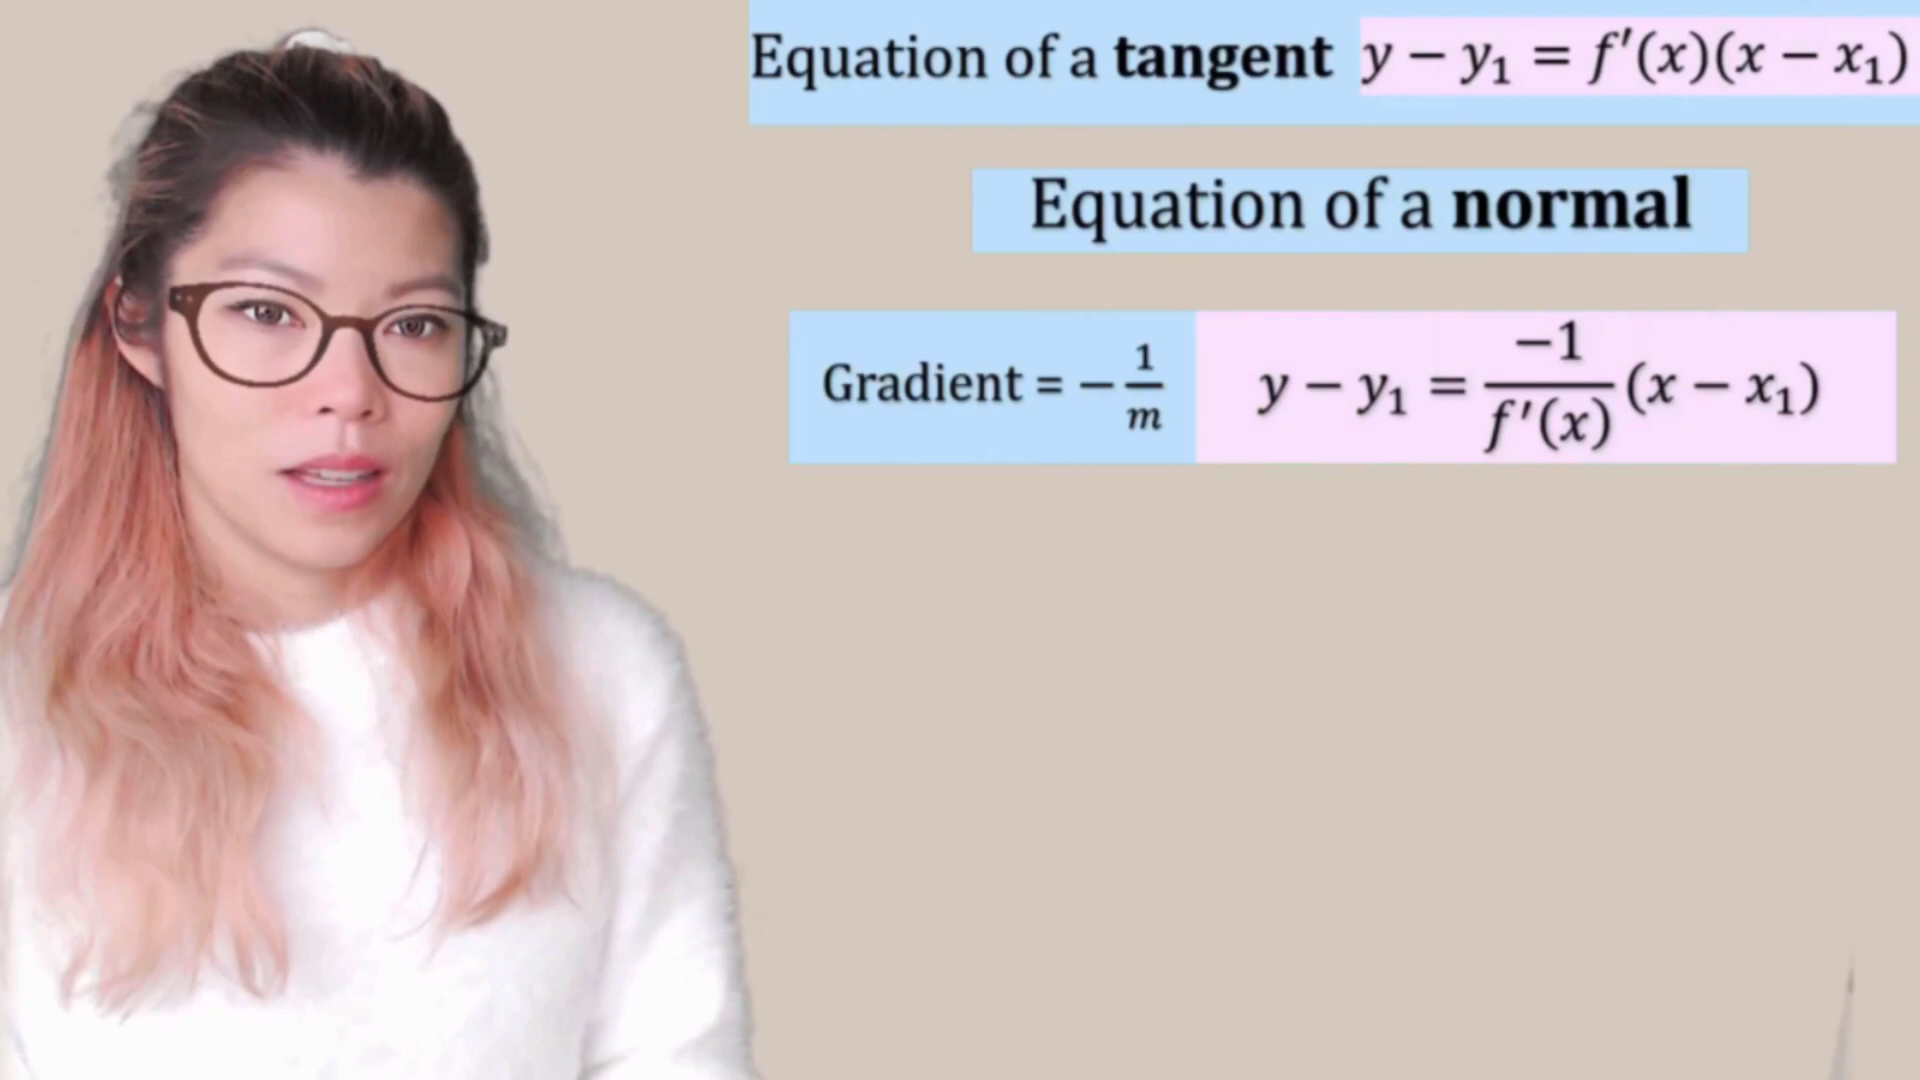 Equation of a tangent y − y₁ = f′(x)(x − x₁)
Equation of a normal
Gradient = −1/m y − y₁ = −1/f′(x) (x − x₁)